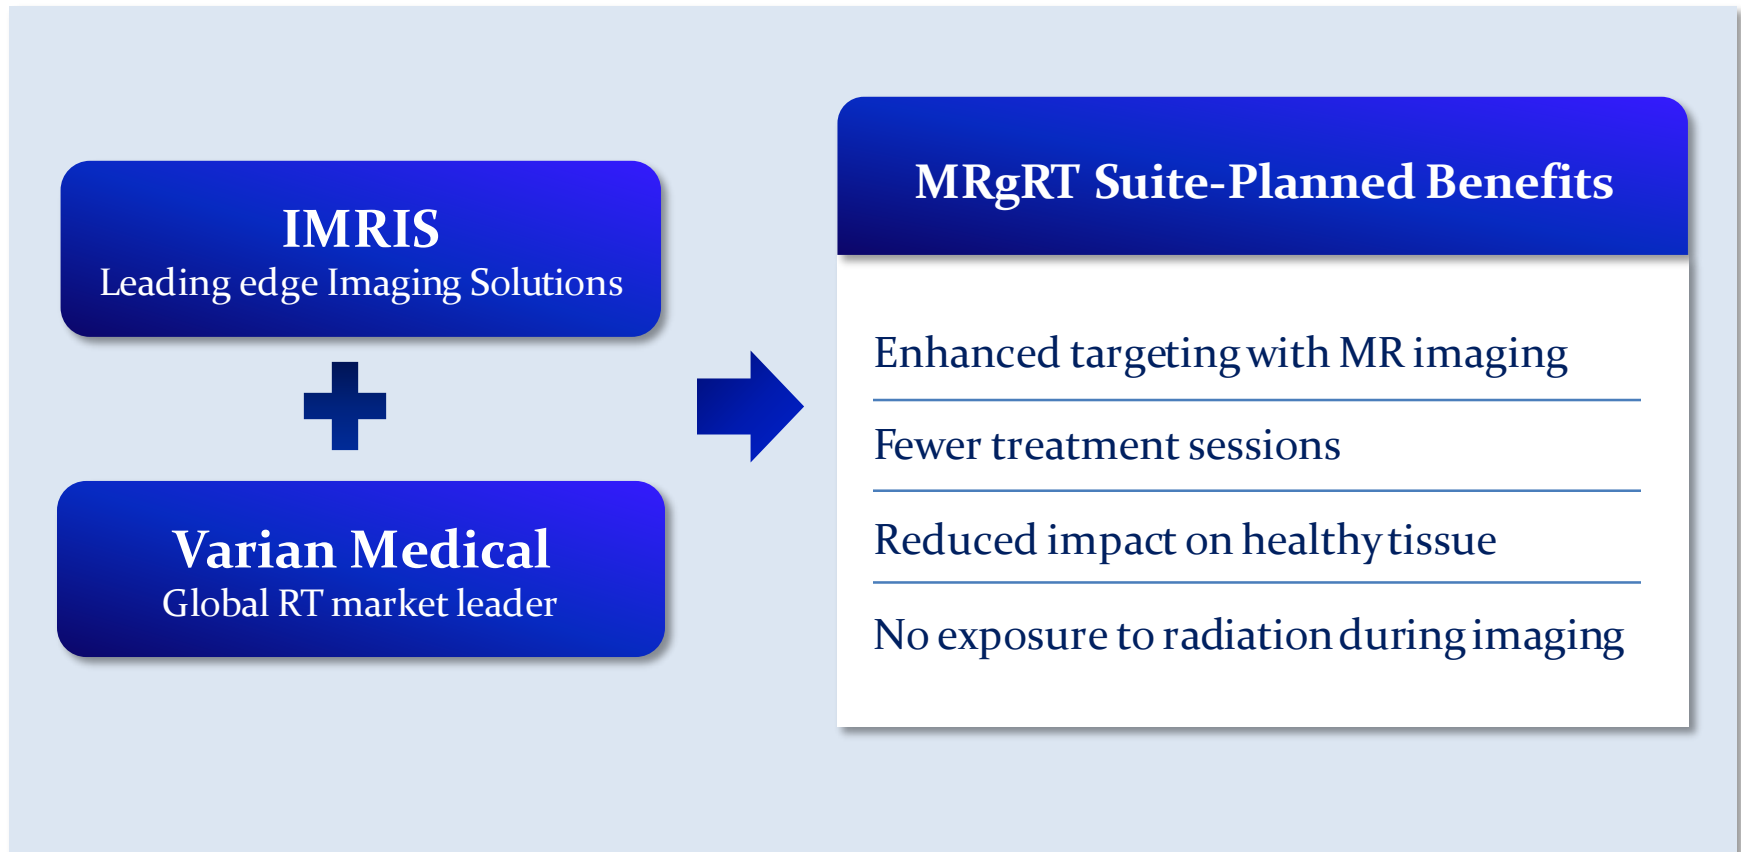 IMRIS
Leading edge Imaging Solutions
Varian Medical
Global RT market leader
MRgRT Suite-Planned Benefits
Enhanced targeting with MR imaging
Fewer treatment sessions
Reduced impact on healthy tissue
No exposure to radiation during imaging